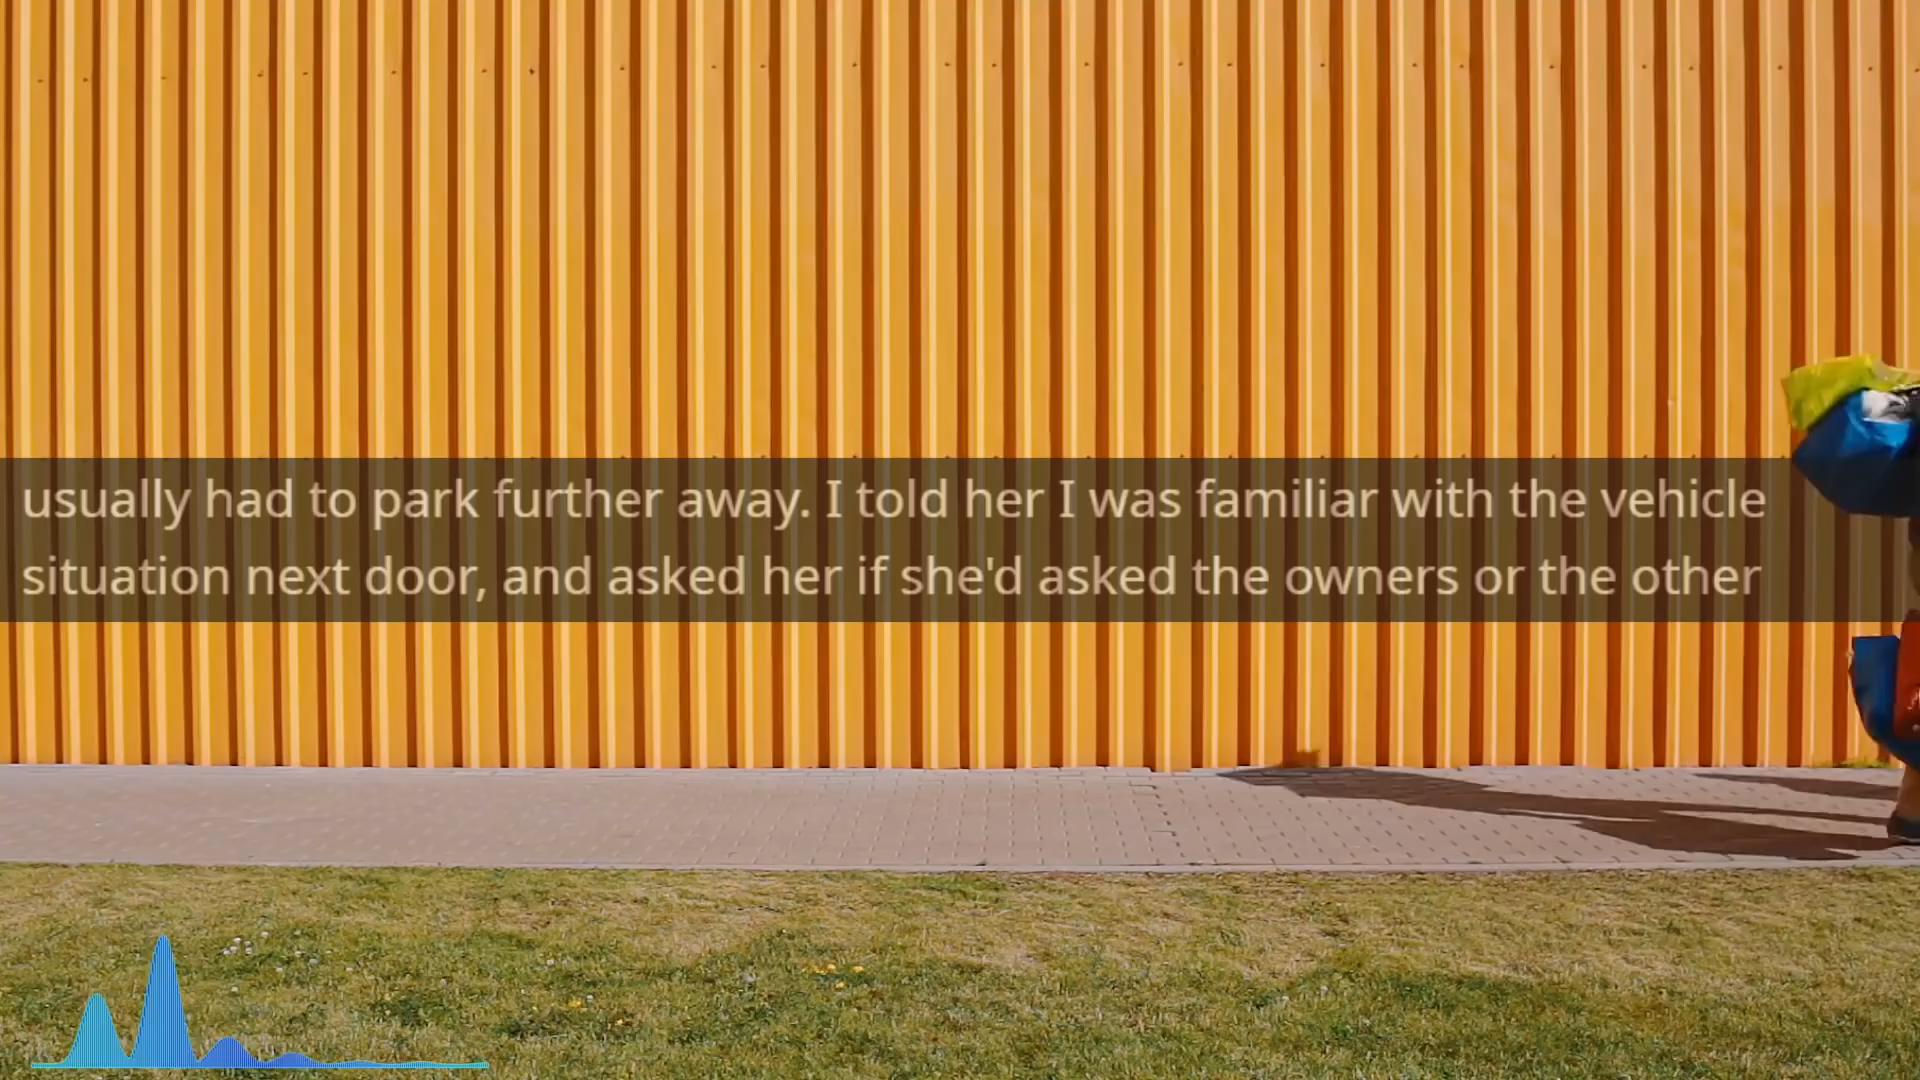 usually had to park further away. I told her I was familiar with the vehicle
situation next door, and asked her if she'd asked the owners or the other